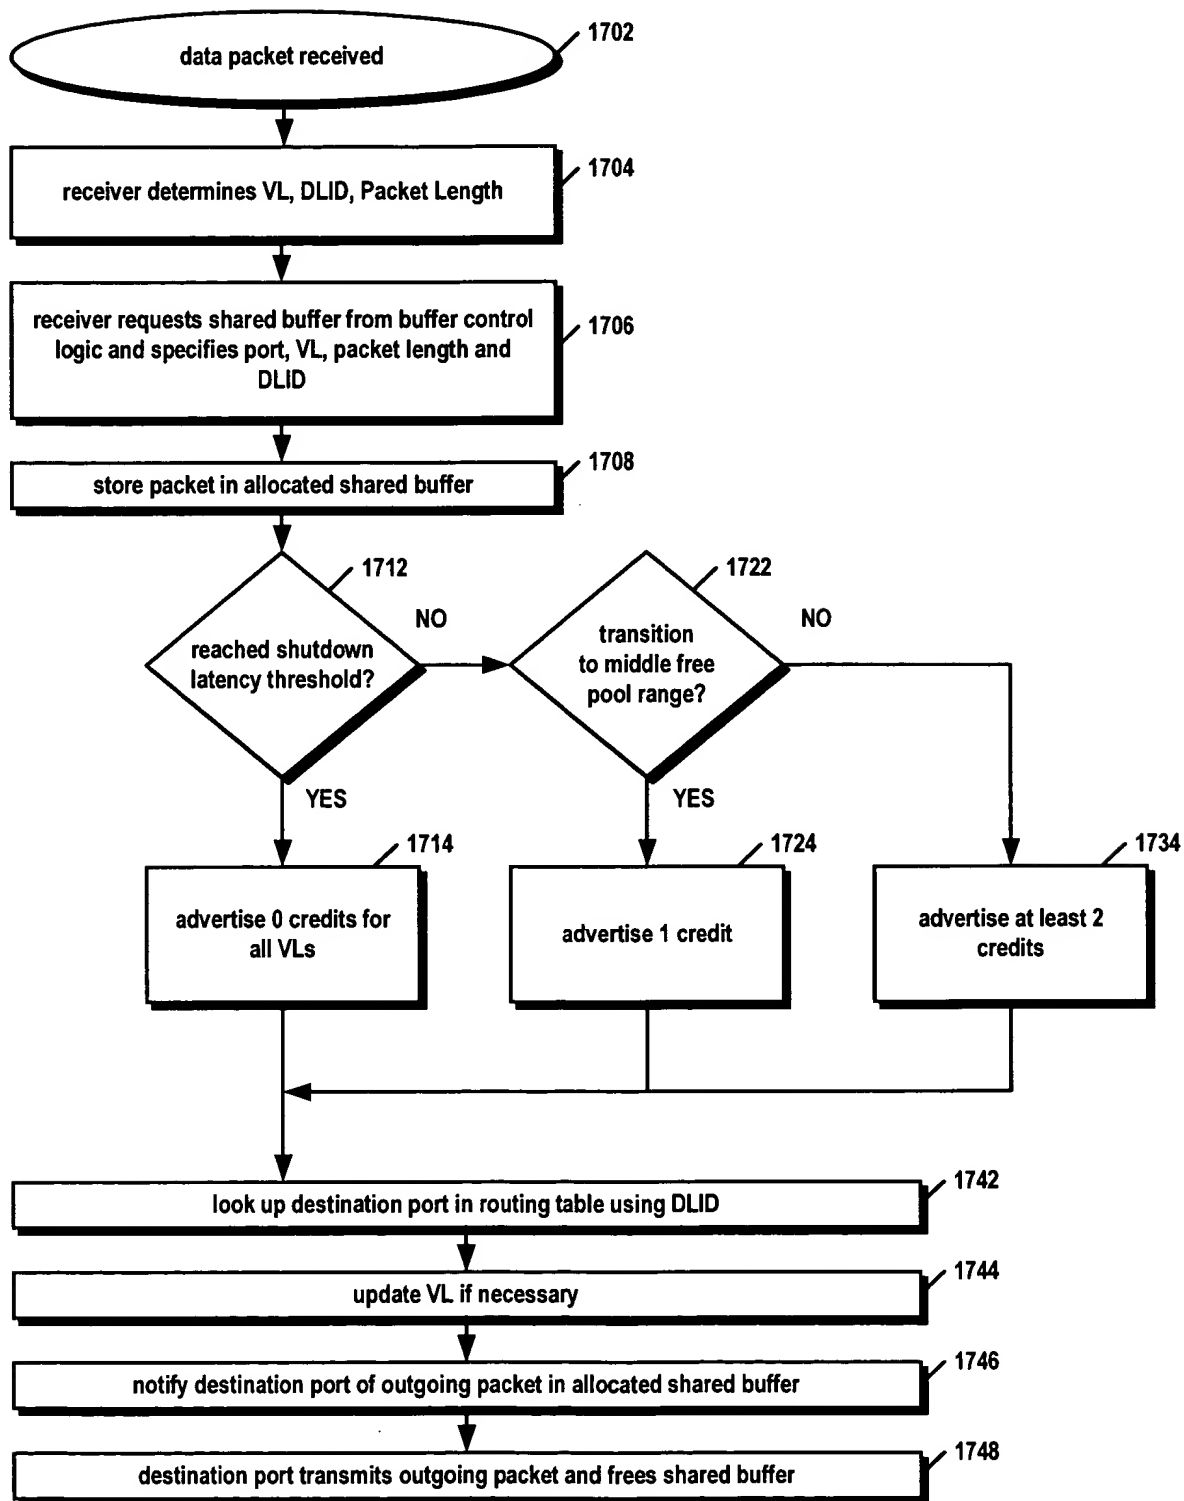 data packet received
1702
receiver determines VL, DLID, Packet Length
1704
receiver requests shared buffer from buffer control
logic and specifies port, VL, packet length and
DLID
1706
store packet in allocated shared buffer
1708
reached shutdown
latency threshold?
1712
NO
YES
transition
to middle free
pool range?
1722
NO
YES
advertise 0 credits for
all VLs
1714
advertise 1 credit
1724
advertise at least 2
credits
1734
look up destination port in routing table using DLID
1742
update VL if necessary
1744
notify destination port of outgoing packet in allocated shared buffer
1746
destination port transmits outgoing packet and frees shared buffer
1748